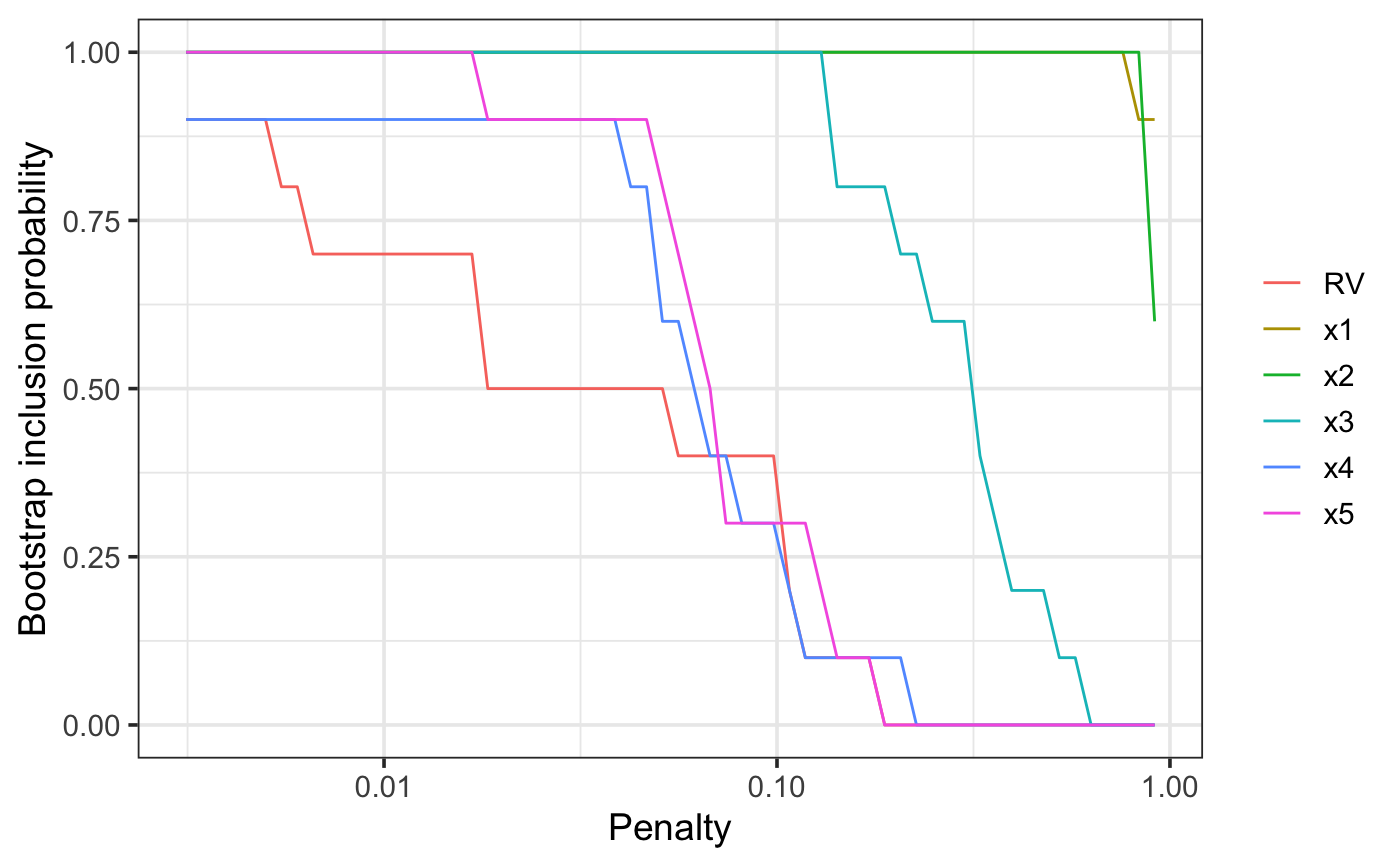 Bootstrap inclusion probability
1.00
0.75
0.50
0.25
0.00
0.01
0.10
1.00
Penalty
RV
x1
x2
x3
x4
x5